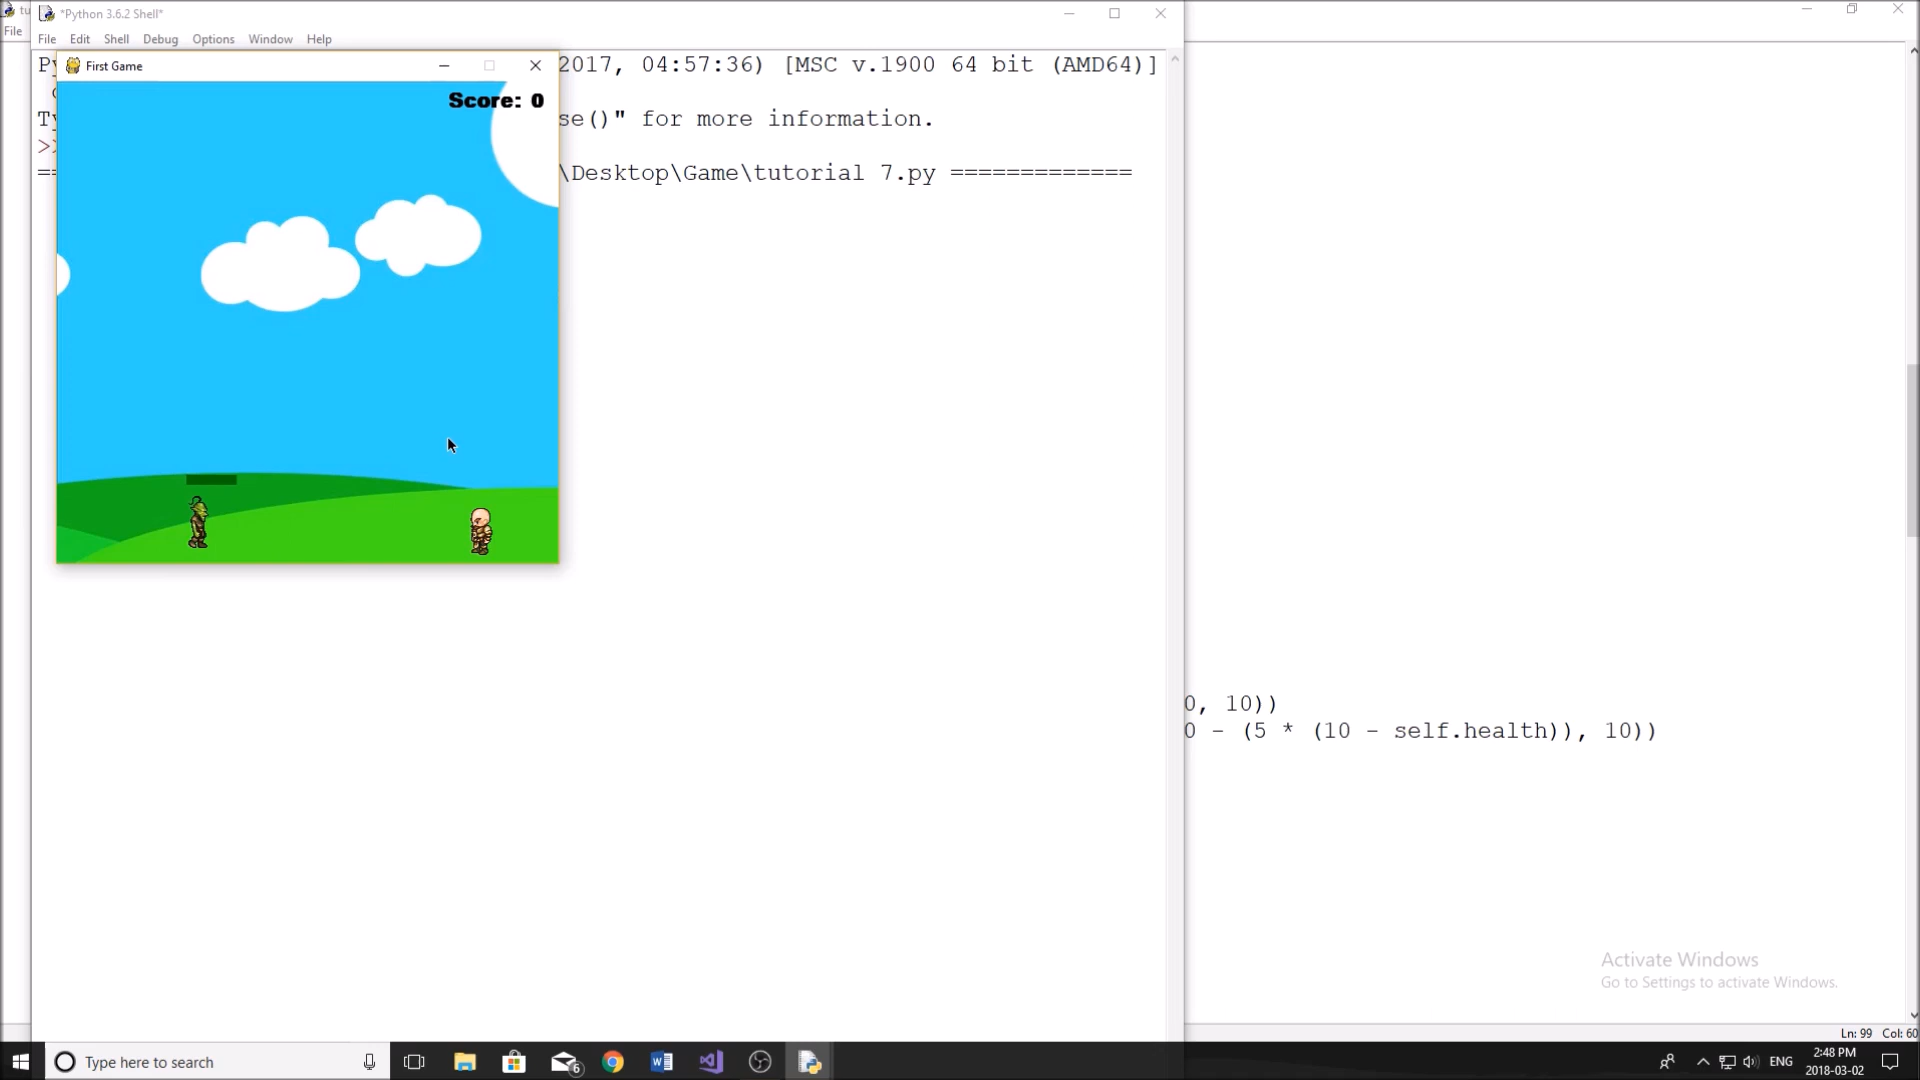 tu
*Python 3.6.2 Shell*
File
File Edit Shell Debug Options Window Help
First Game
2017, 04:57:36) [MSC v.1900 64 bit (AMD64)]
Score: 0
se()" for more information.
\Desktop\Game\tutorial 7.py =============
0, 10))
0 - (5 * (10 - self.health)), 10))
Activate Windows
Go to Settings to activate Windows.
Ln: 99 Col: 60
Type here to search
6
ENG
2:48 PM
2018-03-02